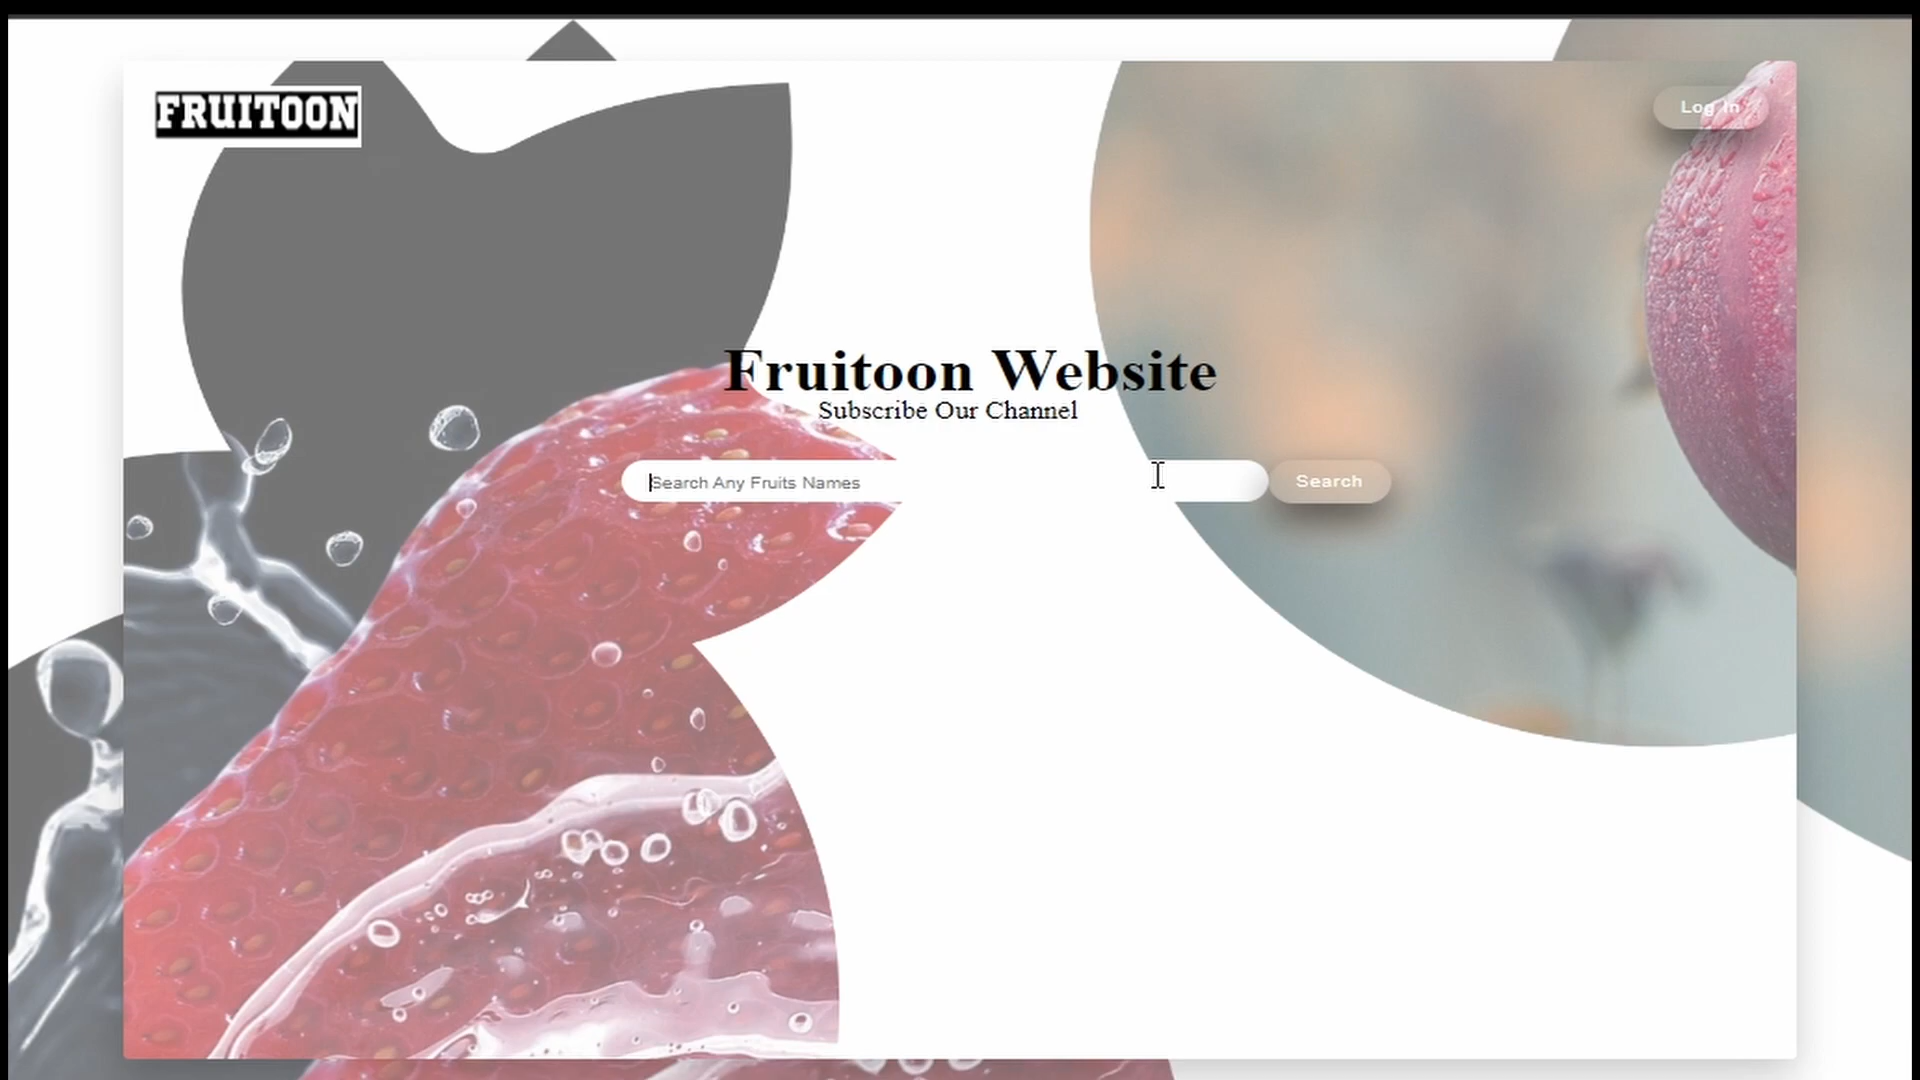 FRUITOON
Log In
Fruitoon Website
Subscribe Our Channel
Search Any Fruits Names
Search